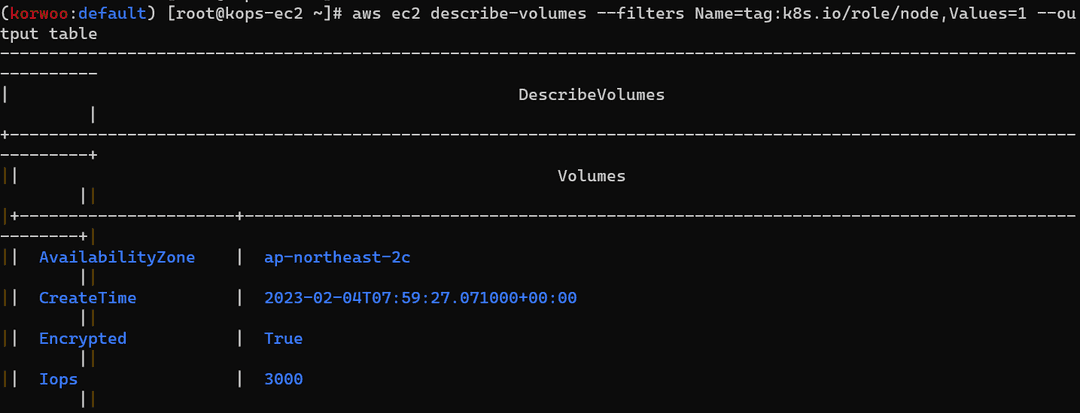 (korwoo:default) [root@kops-ec2 ~]# aws ec2 describe-volumes --filters Name=tag:k8s.io/role/node,Values=1 --ou
tput table
--------------------------------------------------------------------------------------------------------------
----------
|                                                    DescribeVolumes
         |
+-------------------------------------------------------------------------------------------------------------
---------+
||                                                       Volumes
        ||
|+----------------------+-------------------------------------------------------------------------------------
--------+|
||  AvailabilityZone    |  ap-northeast-2c
        ||
||  CreateTime          |  2023-02-04T07:59:27.071000+00:00
        ||
||  Encrypted           |  True
        ||
||  Iops                |  3000
        ||